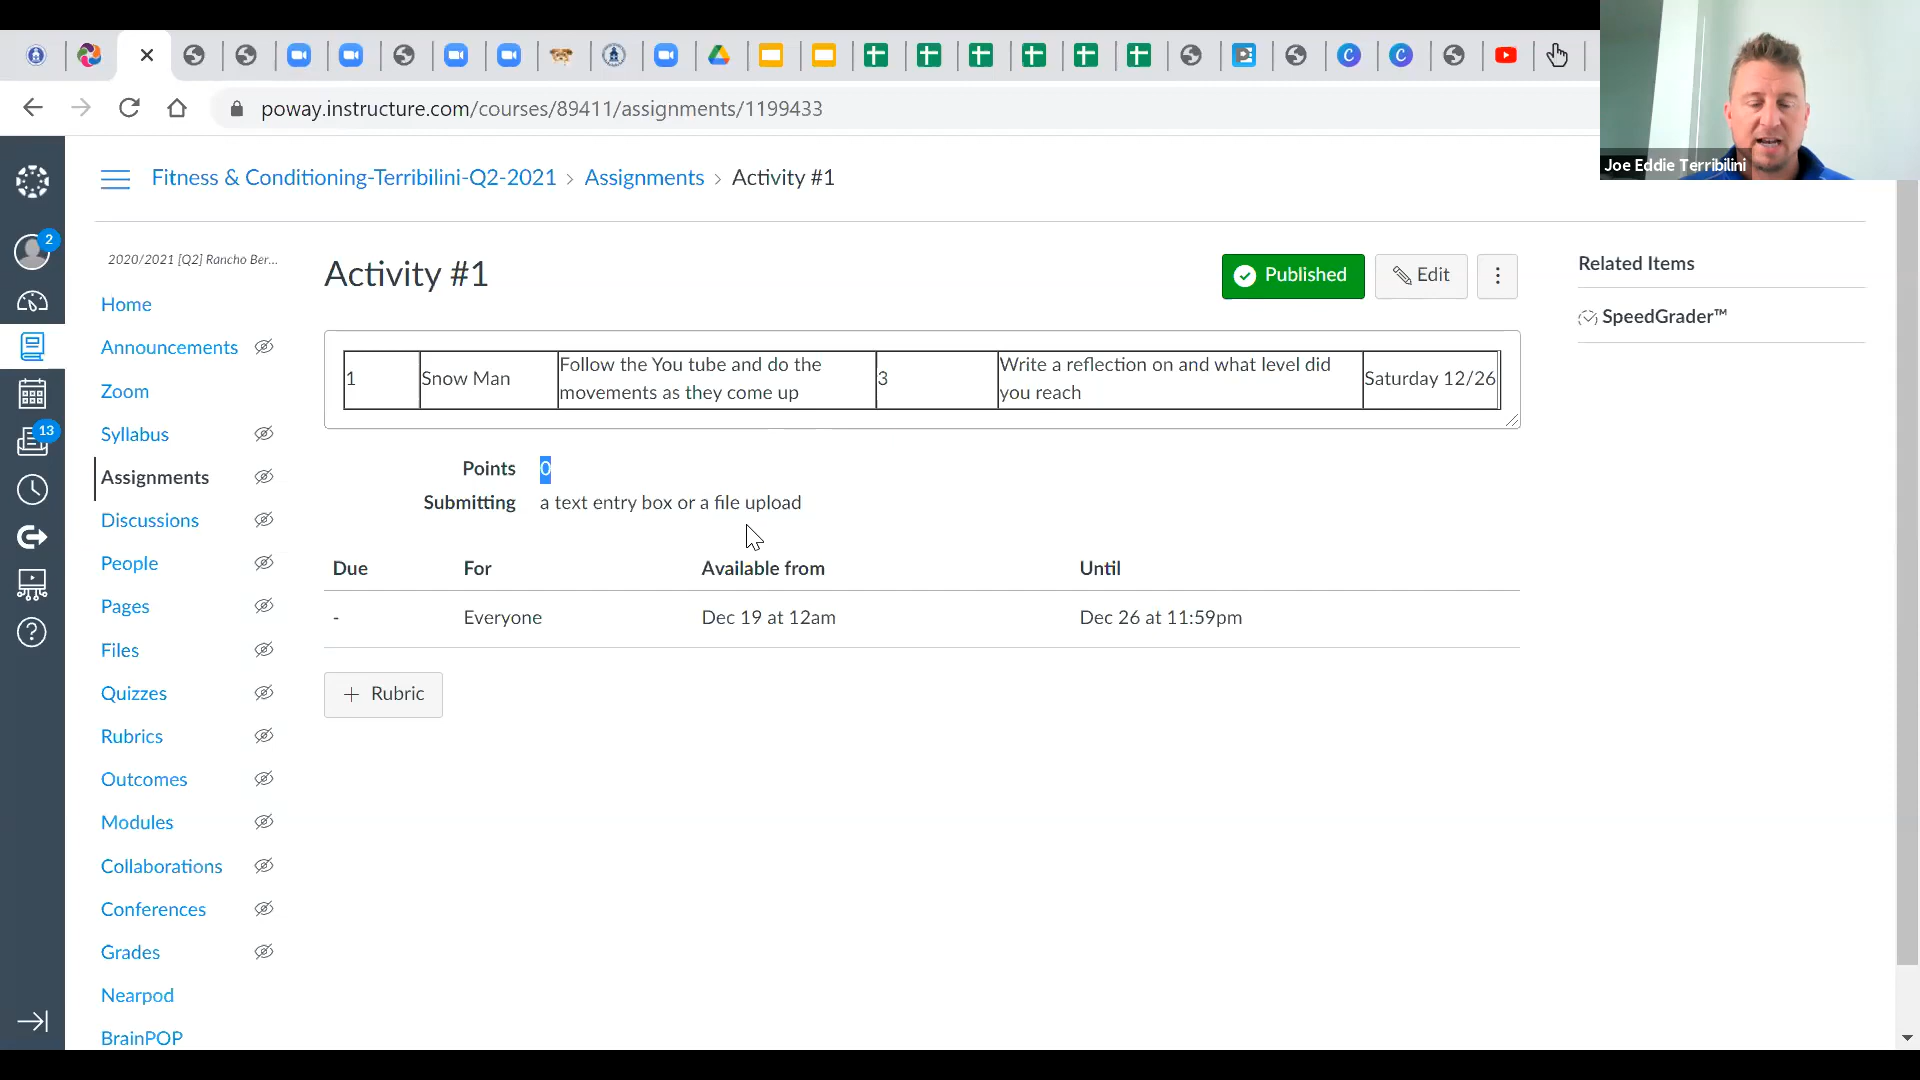 poway.instructure.com/courses/89411/assignments/1199433
Joe Eddie Terribilini
Fitness & Conditioning-Terribilini-Q2-2021 > Assignments > Activity #1
2
13
2020/2021 [Q2] Rancho Ber...
Home
Announcements
Zoom
Syllabus
Assignments
Discussions
People
Pages
Files
Quizzes
Rubrics
Outcomes
Modules
Collaborations
Conferences
Grades
Nearpod
BrainPOP
Activity #1
Published
Edit
1
Snow Man
Follow the You tube and do the
movements as they come up
3
Write a reflection on and what level did
you reach
Saturday 12/26
Points 0
Submitting a text entry box or a file upload
Due For Available from Until
- Everyone Dec 19 at 12am Dec 26 at 11:59pm
+ Rubric
Related Items
SpeedGrader™